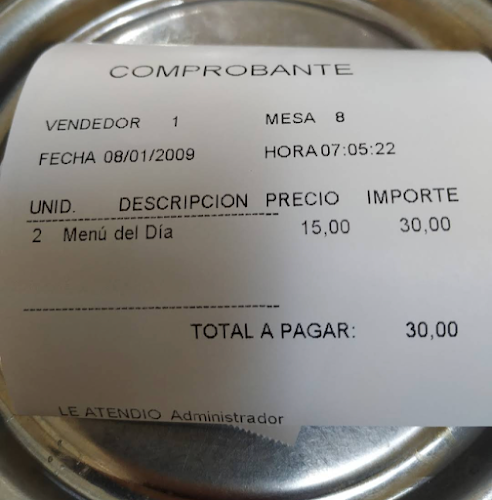 COMPROBANTE
VENDEDOR 1 MESA 8
FECHA 08/01/2009 HORA 07:05:22
UNID. DESCRIPCION PRECIO IMPORTE
2 Menú del Día 15,00 30,00
TOTAL A PAGAR: 30,00
LE ATENDIO Administrador